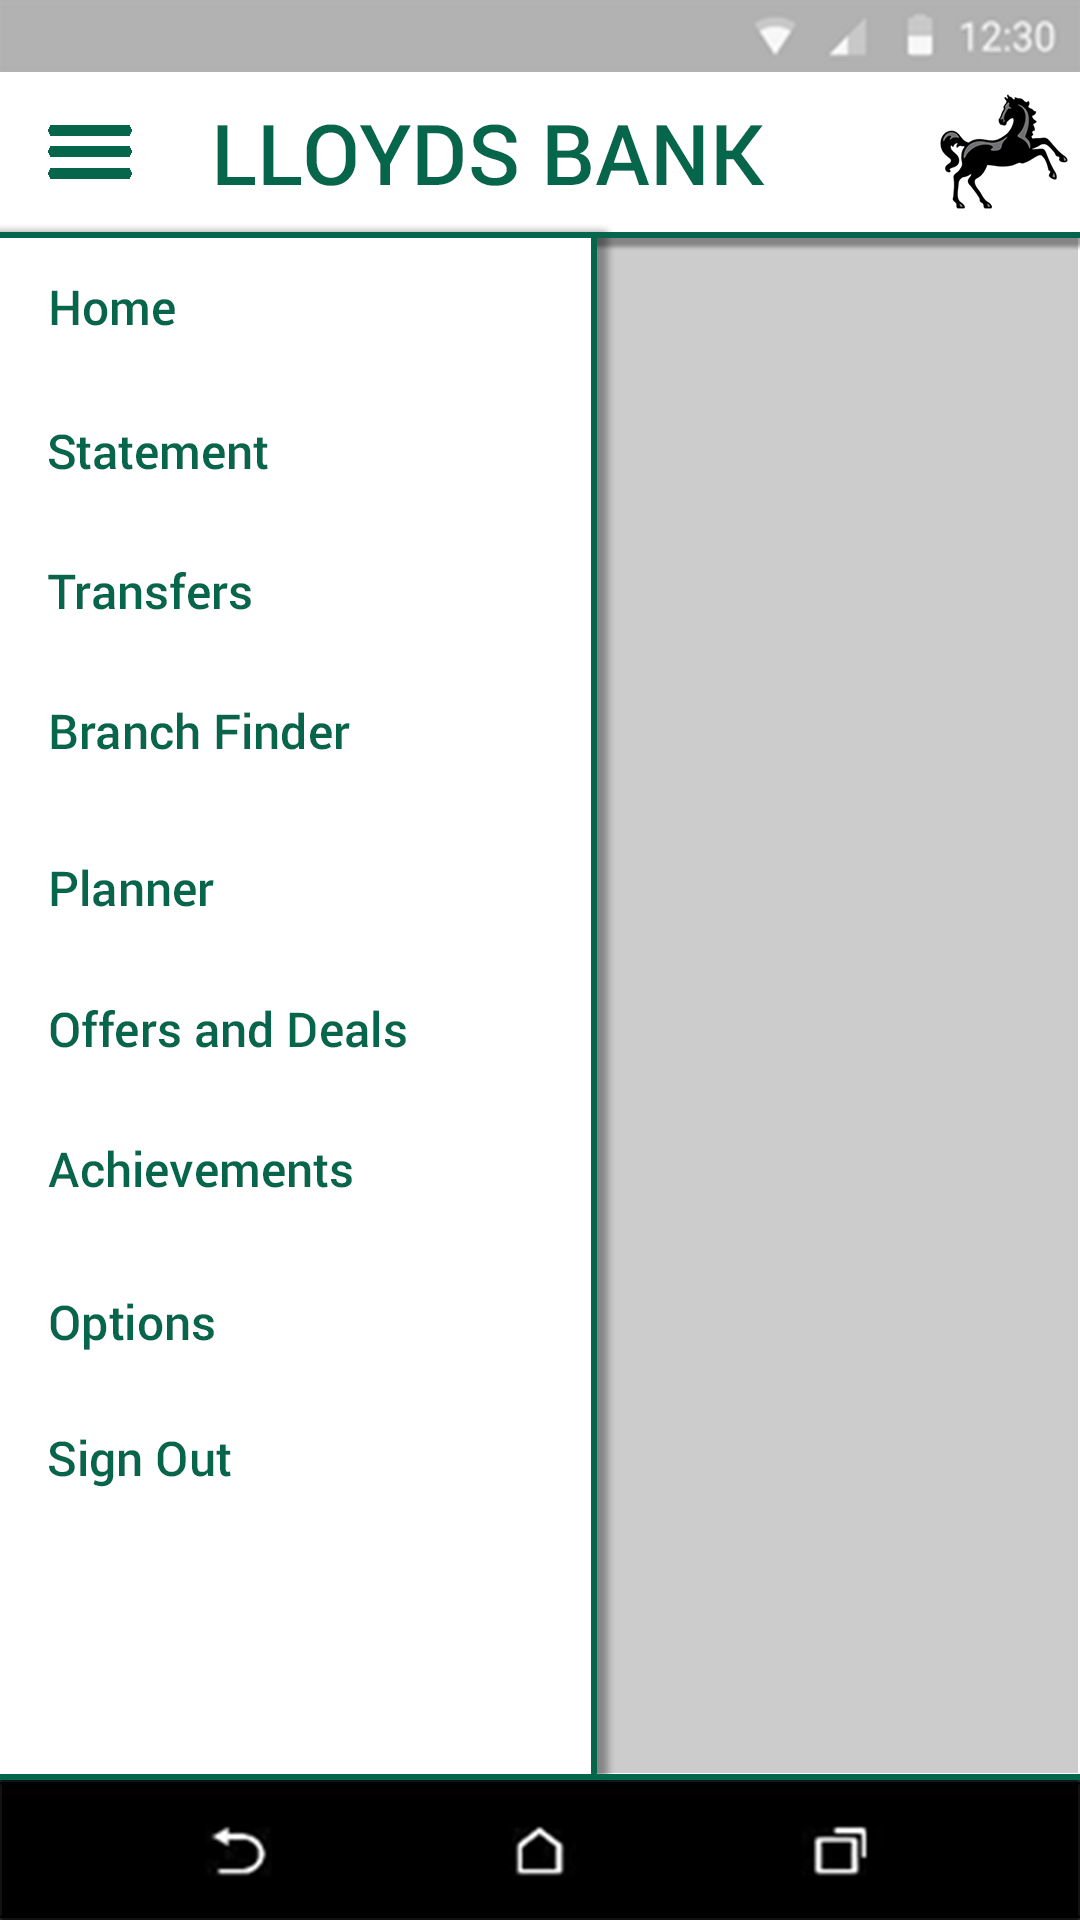 12:30
LLOYDS BANK
Home
Statement
Transfers
Branch Finder
Planner
Offers and Deals
Achievements
Options
Sign Out